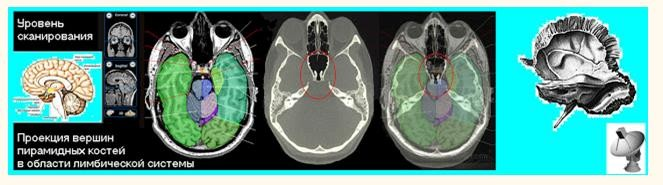 Уровень
сканирования
Проекция вершин
пирамидных костей
в области лимбической системы